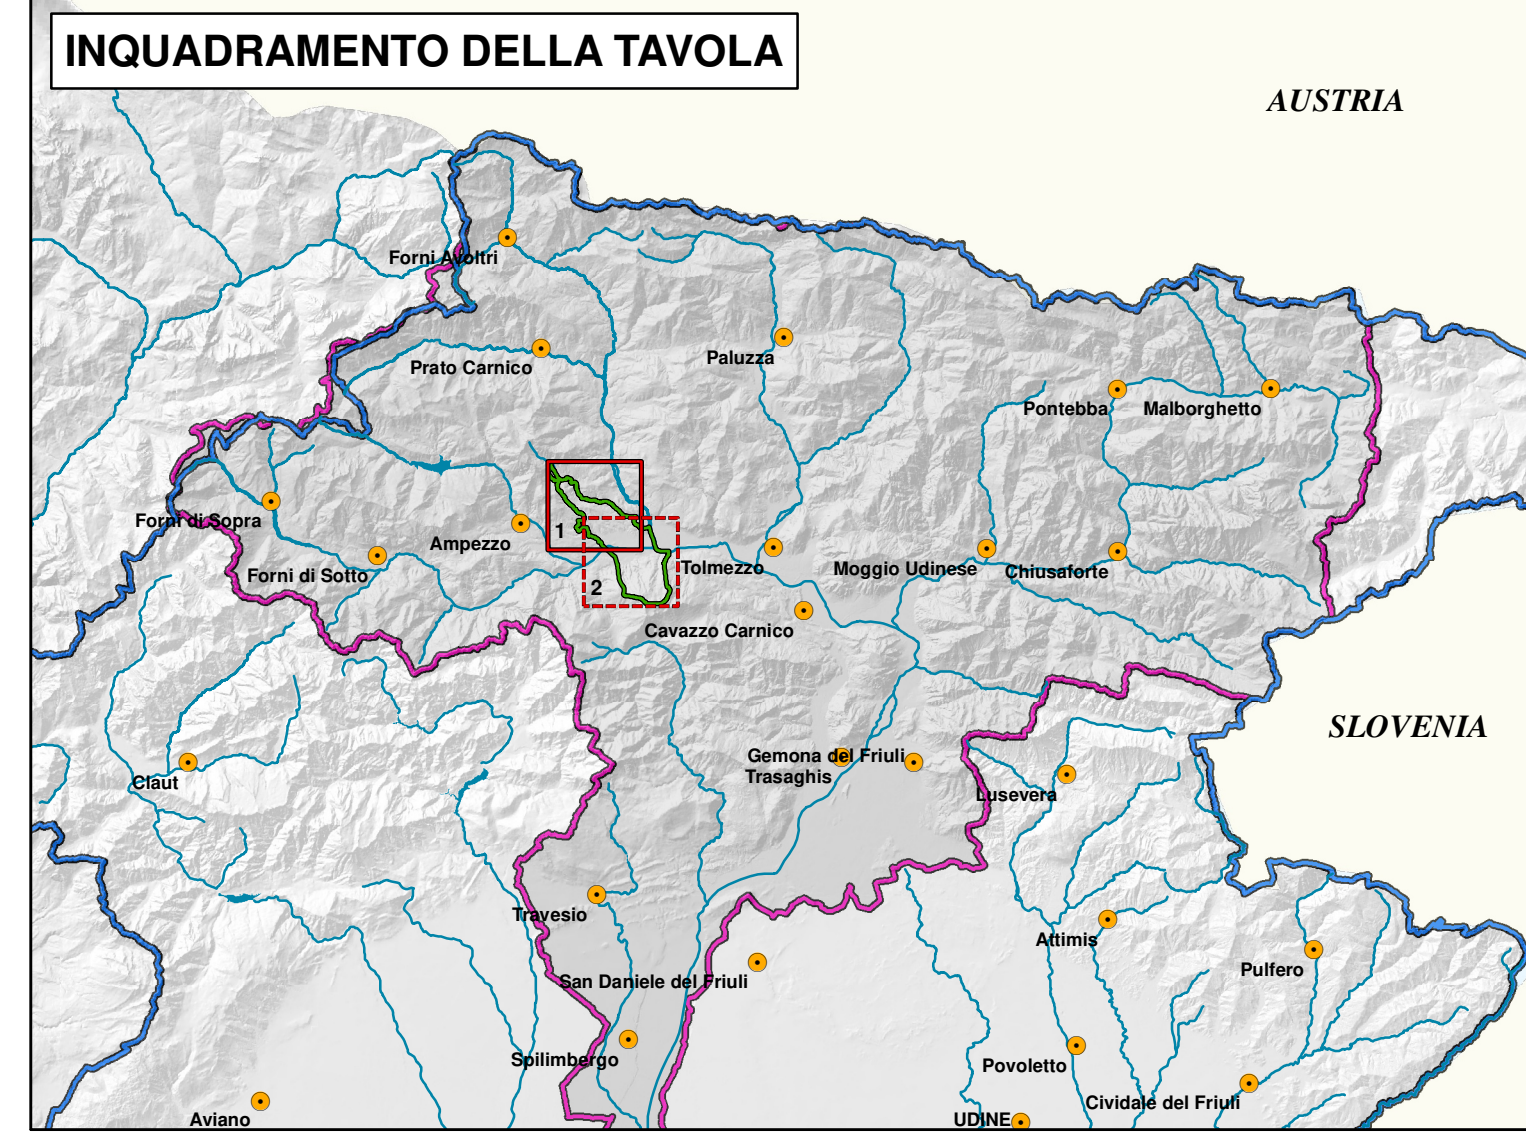 INQUADRAMENTO DELLA TAVOLA
AUSTRIA
Forni Avoltri
Paluzza
Prato Carnico
Pontebba
Malborghetto
Forni di Sopra
1
Ampezzo
Tolmezzo
Moggio Udinese
Chiusaforte
Forni di Sotto
2
Cavazzo Carnico
SLOVENIA
Gemona del Friuli
Trasaghis
Claut
Lusevera
Travesio
Attimis
Pulfero
San Daniele del Friuli
Spilimbergo
Povoletto
Cividale del Friuli
Aviano
UDINE